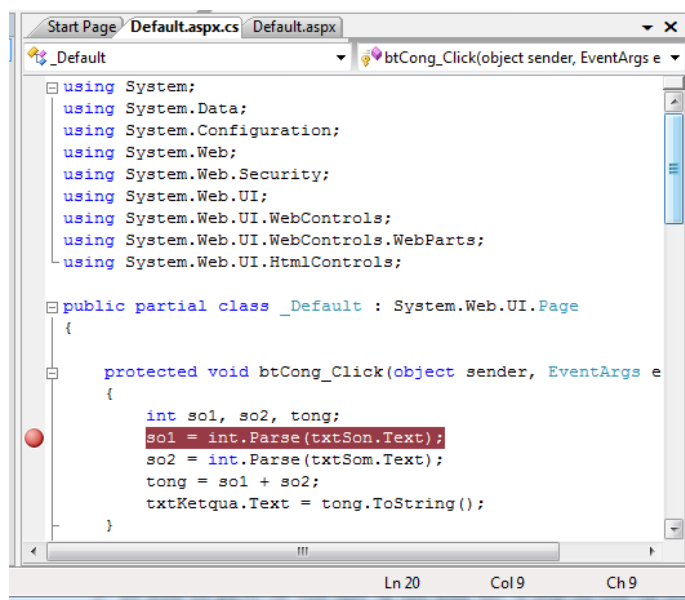 Start Page Default.aspx.cs Default.aspx
_Default btCong_Click(object sender, EventArgs e
using System;
using System.Data;
using System.Configuration;
using System.Web;
using System.Web.Security;
using System.Web.UI;
using System.Web.UI.WebControls;
using System.Web.UI.WebControls.WebParts;
using System.Web.UI.HtmlControls;
public partial class _Default : System.Web.UI.Page
{
protected void btCong_Click(object sender, EventArgs e
{
int so1, so2, tong;
so1 = int.Parse(txtSon.Text);
so2 = int.Parse(txtSom.Text);
tong = so1 + so2;
txtKetqua.Text = tong.ToString();
}
Ln 20 Col 9 Ch 9